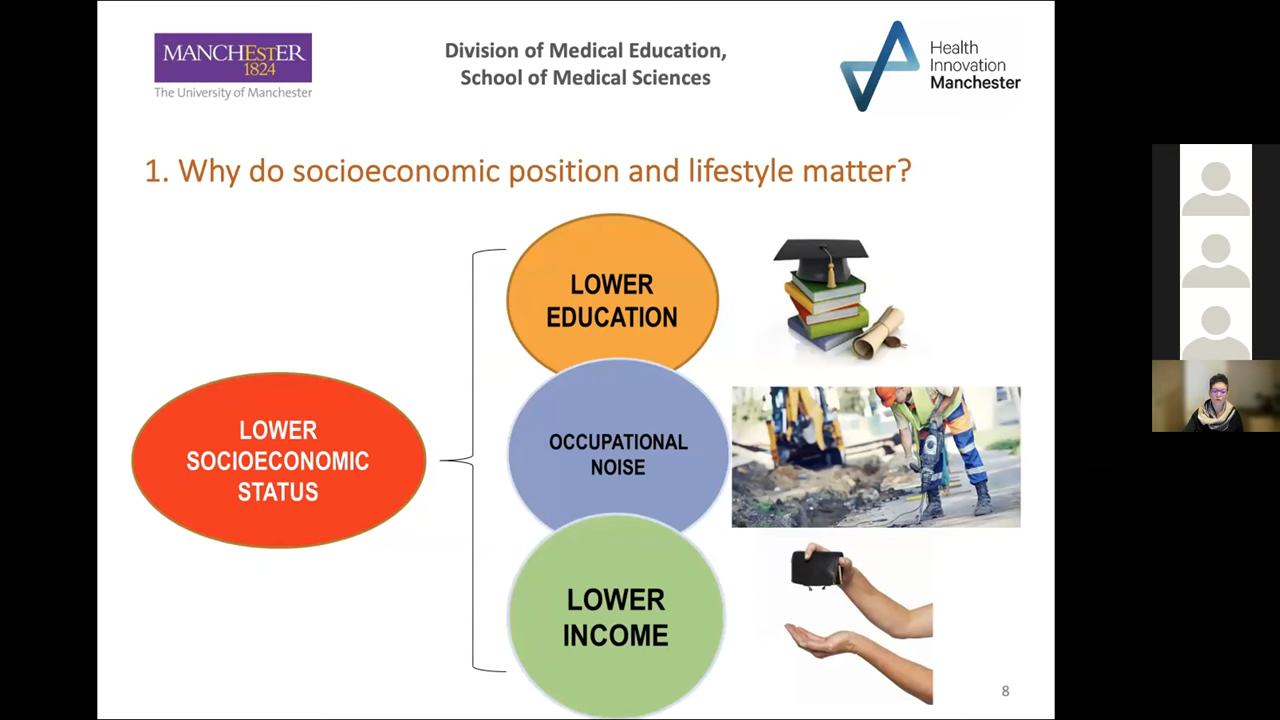 MANCHESTER
1824
The University of Manchester
Division of Medical Education,
School of Medical Sciences
Health
Innovation
Manchester
1. Why do socioeconomic position and lifestyle matter?
LOWER
EDUCATION
LOWER
SOCIOECONOMIC
STATUS
OCCUPATIONAL
NOISE
LOWER
INCOME
8